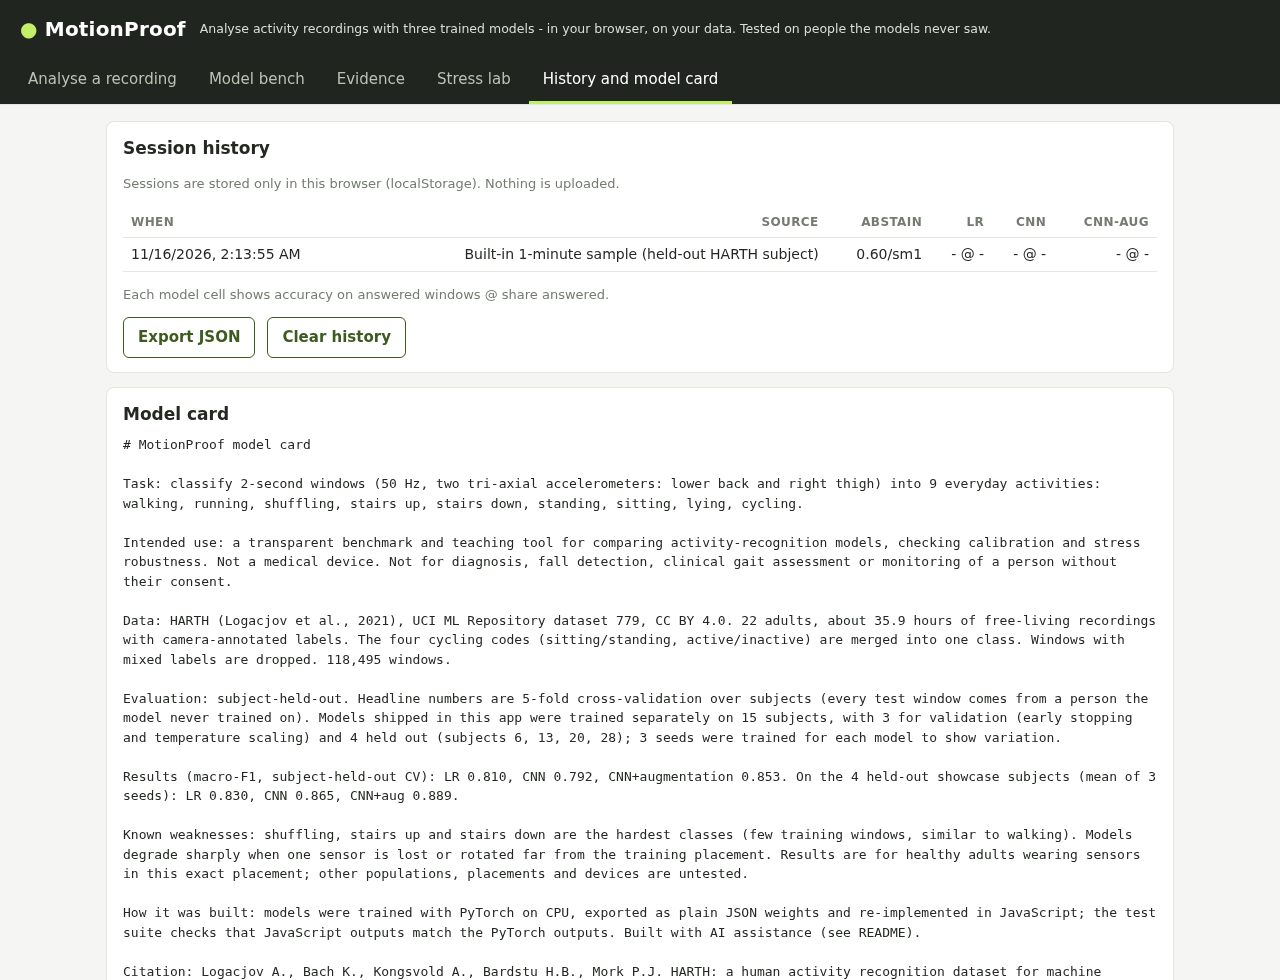 MotionProof Analyse activity recordings with three trained models - in your browser, on your data. Tested on people the models never saw.
Analyse a recording Model bench Evidence Stress lab History and model card
Session history
Sessions are stored only in this browser (localStorage). Nothing is uploaded.
WHEN SOURCE ABSTAIN LR CNN CNN-AUG
11/16/2026, 2:13:55 AM Built-in 1-minute sample (held-out HARTH subject) 0.60/sm1 - @ - - @ - - @ -
Each model cell shows accuracy on answered windows @ share answered.
Export JSON Clear history
Model card
# MotionProof model card
Task: classify 2-second windows (50 Hz, two tri-axial accelerometers: lower back and right thigh) into 9 everyday activities:
walking, running, shuffling, stairs up, stairs down, standing, sitting, lying, cycling.
Intended use: a transparent benchmark and teaching tool for comparing activity-recognition models, checking calibration and stress
robustness. Not a medical device. Not for diagnosis, fall detection, clinical gait assessment or monitoring of a person without
their consent.
Data: HARTH (Logacjov et al., 2021), UCI ML Repository dataset 779, CC BY 4.0. 22 adults, about 35.9 hours of free-living recordings
with camera-annotated labels. The four cycling codes (sitting/standing, active/inactive) are merged into one class. Windows with
mixed labels are dropped. 118,495 windows.
Evaluation: subject-held-out. Headline numbers are 5-fold cross-validation over subjects (every test window comes from a person the
model never trained on). Models shipped in this app were trained separately on 15 subjects, with 3 for validation (early stopping
and temperature scaling) and 4 held out (subjects 6, 13, 20, 28); 3 seeds were trained for each model to show variation.
Results (macro-F1, subject-held-out CV): LR 0.810, CNN 0.792, CNN+augmentation 0.853. On the 4 held-out showcase subjects (mean of 3
seeds): LR 0.830, CNN 0.865, CNN+aug 0.889.
Known weaknesses: shuffling, stairs up and stairs down are the hardest classes (few training windows, similar to walking). Models
degrade sharply when one sensor is lost or rotated far from the training placement. Results are for healthy adults wearing sensors
in this exact placement; other populations, placements and devices are untested.
How it was built: models were trained with PyTorch on CPU, exported as plain JSON weights and re-implemented in JavaScript; the test
suite checks that JavaScript outputs match the PyTorch outputs. Built with AI assistance (see README).
Citation: Logacjov A., Bach K., Kongsvold A., Bardstu H.B., Mork P.J. HARTH: a human activity recognition dataset for machine